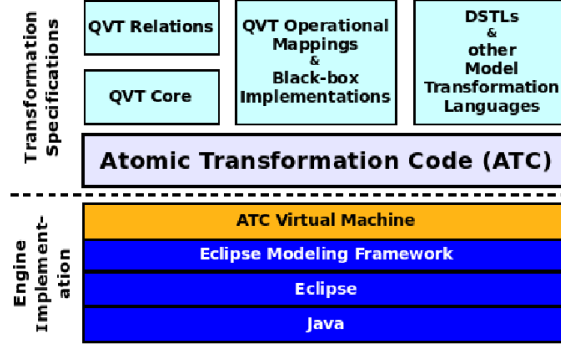 Transformation
Specifications
QVT Relations
QVT Core
QVT Operational
Mappings
&
Black-box
Implementations
DSTLs
&
other
Model
Transformation
Languages
Atomic Transformation Code (ATC)
Engine
Implement-
ation
ATC Virtual Machine
Eclipse Modeling Framework
Eclipse
Java